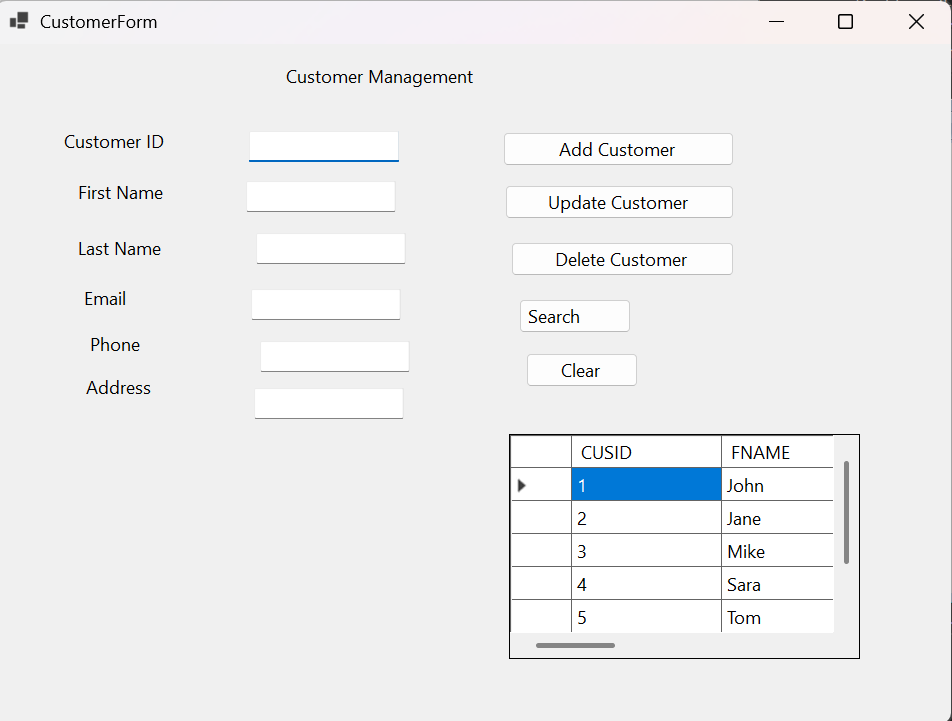 CustomerForm
Customer Management
Customer ID
Add Customer
First Name
Update Customer
Last Name
Delete Customer
Email
Search
Phone
Clear
Address
CUSID FNAME
1 John
2 Jane
3 Mike
4 Sara
5 Tom